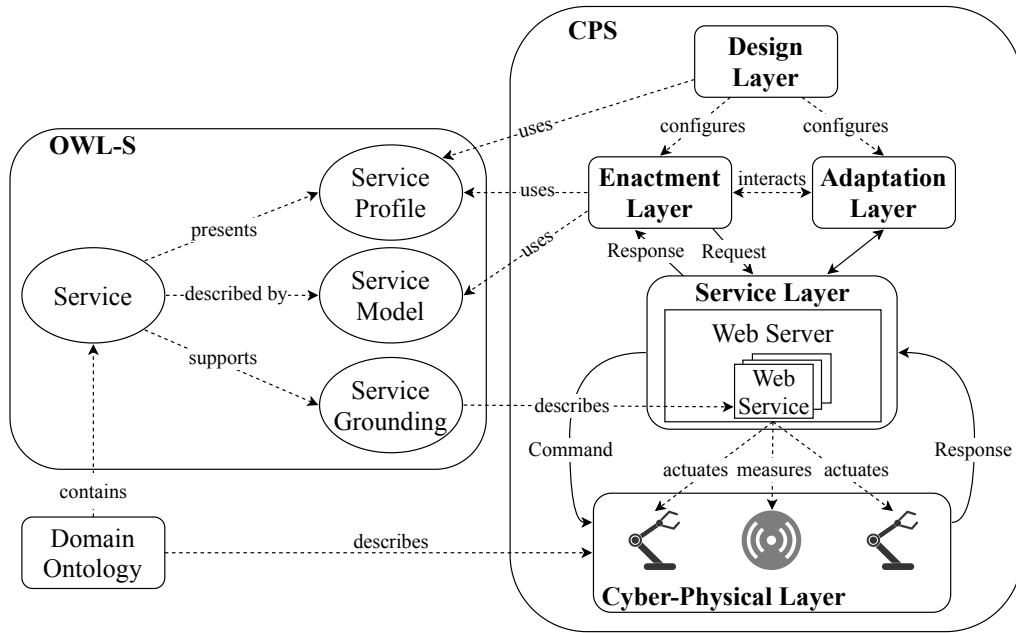 CPS
Design
Layer
configures
configures
uses
OWL-S
Service
Profile
uses
Enactment
Layer
interacts
Adaptation
Layer
presents
uses
Response
Request
Service
described by
Service
Model
Service Layer
Web Server
supports
Web
Service
Service
Grounding
describes
Command
Response
actuates
measures
actuates
contains
Domain
Ontology
describes
Cyber-Physical Layer